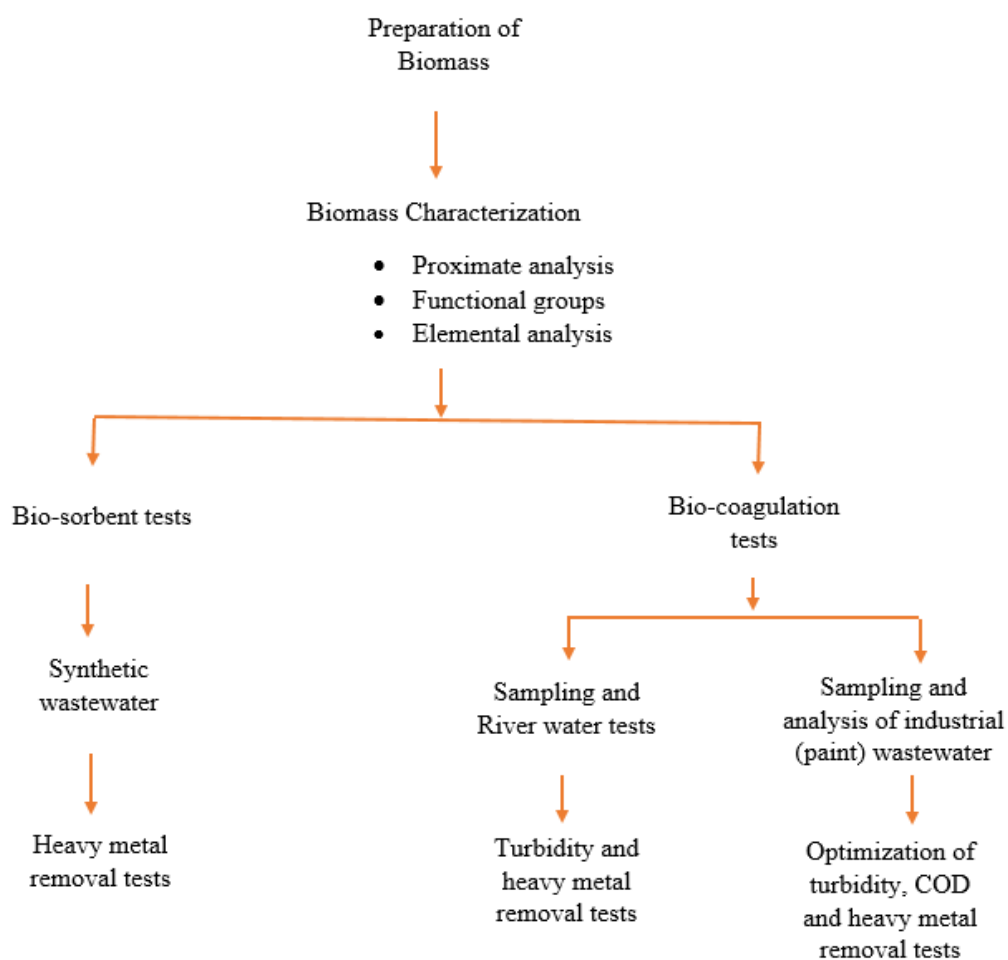 Preparation of
Biomass
Biomass Characterization
• Proximate analysis
• Functional groups
• Elemental analysis
Bio-sorbent tests
Bio-coagulation
tests
Synthetic
wastewater
Sampling and
River water tests
Sampling and
analysis of industrial
(paint) wastewater
Heavy metal
removal tests
Turbidity and
heavy metal
removal tests
Optimization of
turbidity, COD
and heavy metal
removal tests